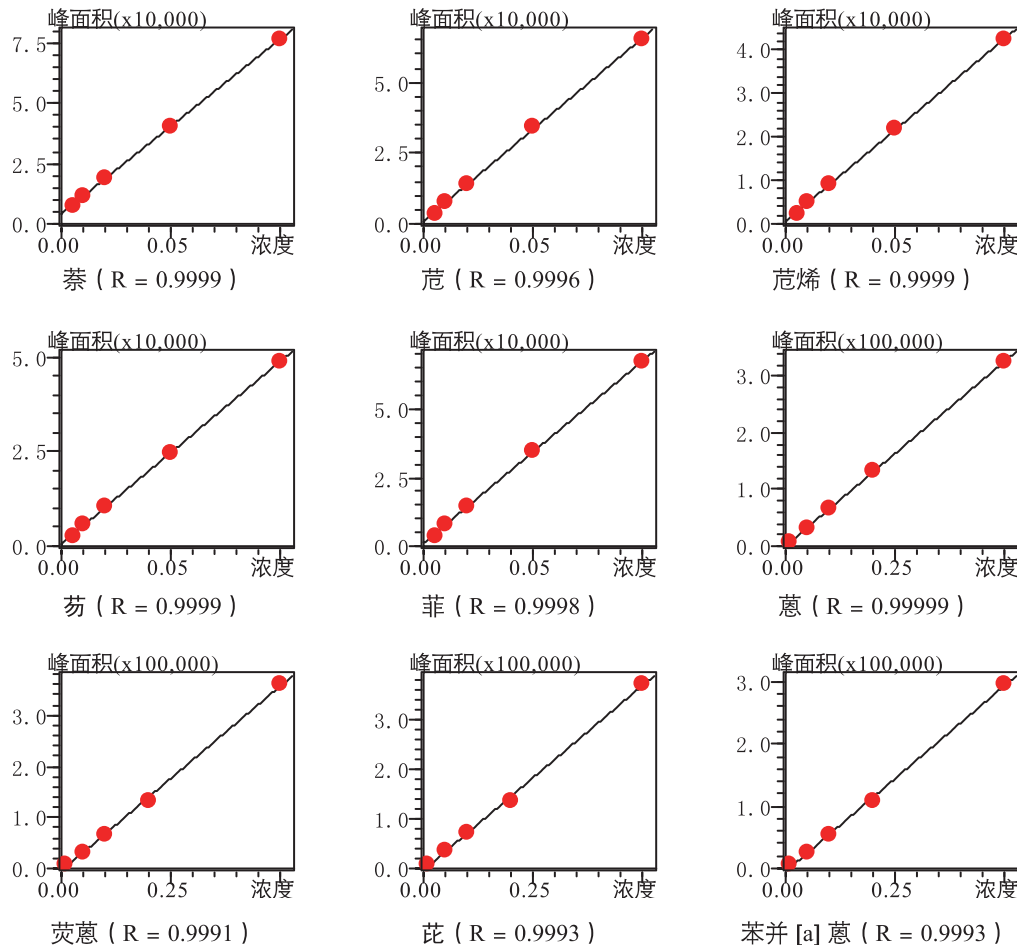 峰面积(x10,000) 峰面积(x10,000) 峰面积(x10,000)
7.5 5.0 2.5 0.0 5.0 2.5 0.0 4.0 3.0 2.0 1.0 0.0
0.00 0.05 浓度 0.00 0.05 浓度 0.00 0.05 浓度
萘（R = 0.9999） 苊（R = 0.9996） 苊烯（R = 0.9999）
峰面积(x10,000) 峰面积(x10,000) 峰面积(x100,000)
5.0 2.5 0.0 5.0 2.5 0.0 3.0 2.0 1.0 0.0
0.00 0.05 浓度 0.00 0.05 浓度 0.00 0.25 浓度
芴（R = 0.9999） 菲（R = 0.9998） 蒽（R = 0.99999）
峰面积(x100,000) 峰面积(x100,000) 峰面积(x100,000)
3.0 2.0 1.0 0.0 3.0 2.0 1.0 0.0 3.0 2.0 1.0 0.0
0.00 0.25 浓度 0.00 0.25 浓度 0.00 0.25 浓度
荧蒽（R = 0.9991） 芘（R = 0.9993） 苯并 [a] 蒽（R = 0.9993）